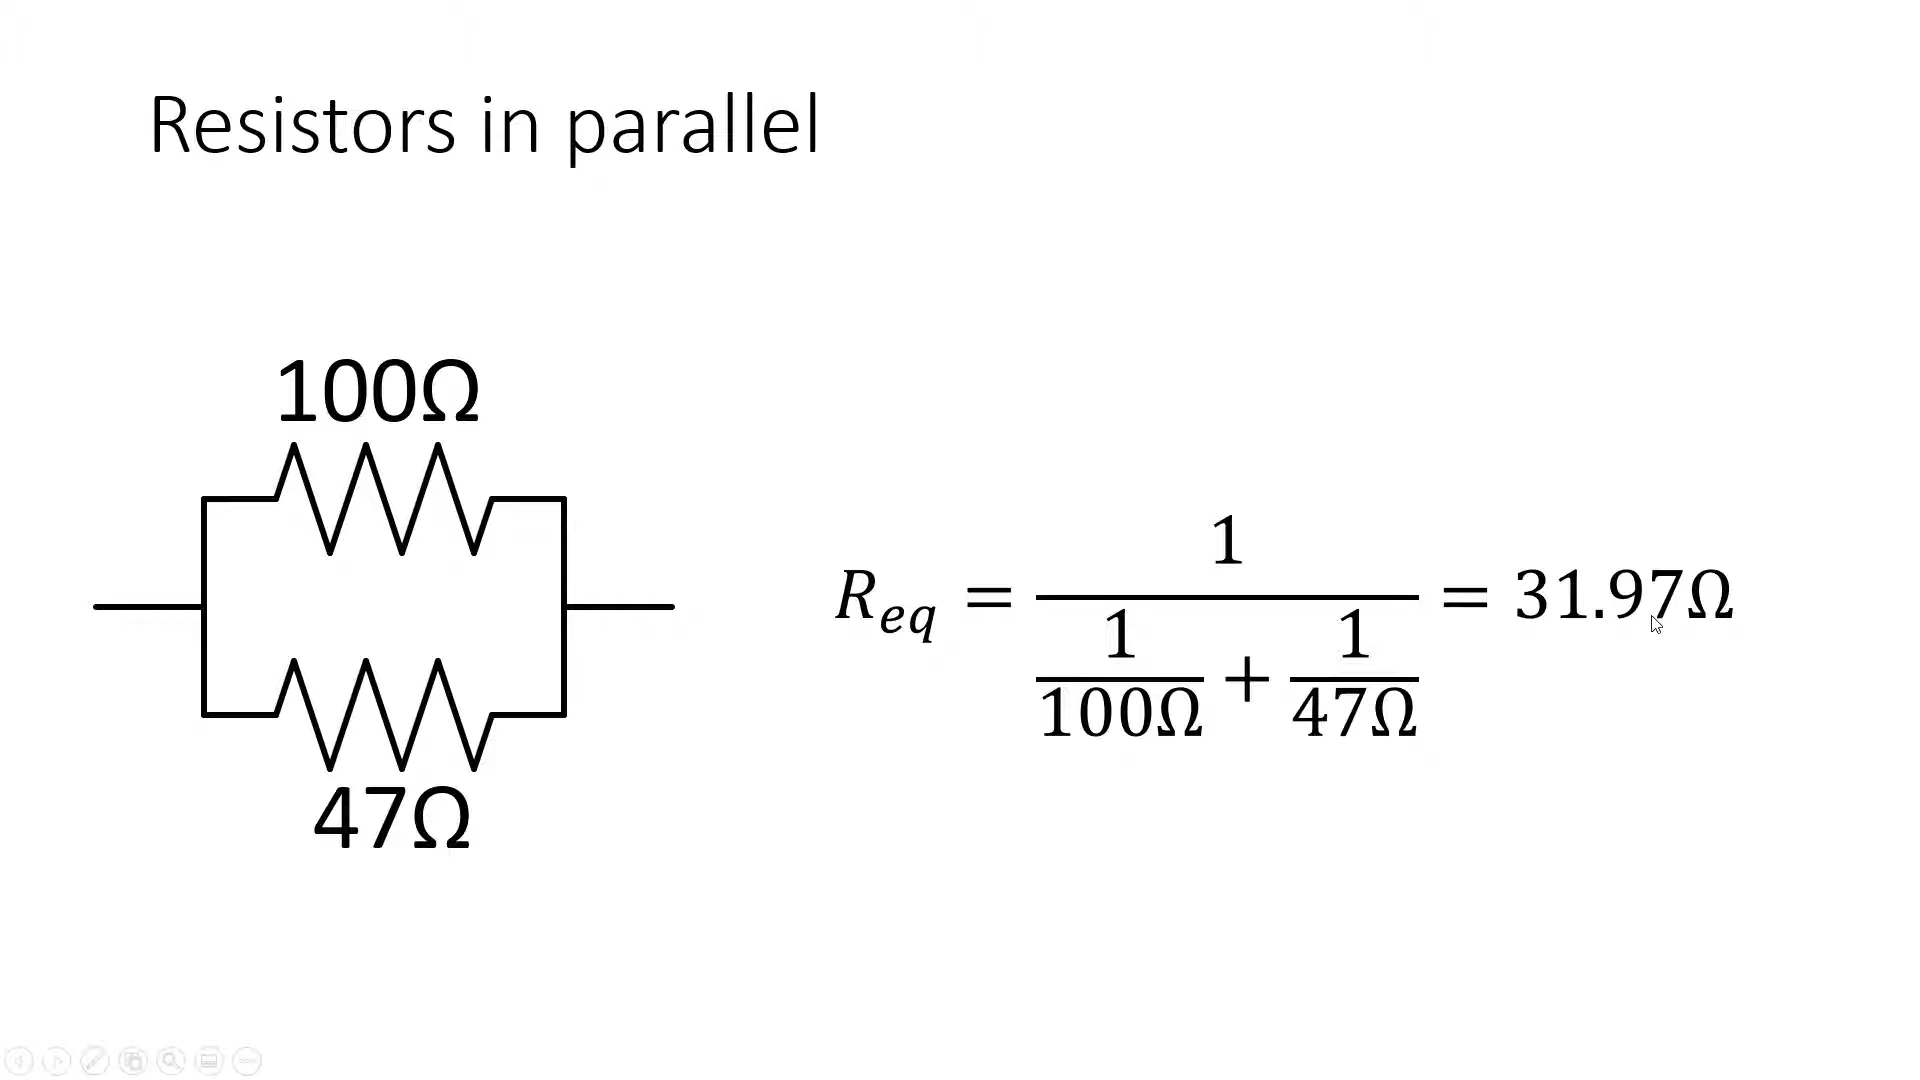 Resistors in parallel
100Ω
47Ω
R_eq = 1 / (1/100Ω + 1/47Ω) = 31.97Ω